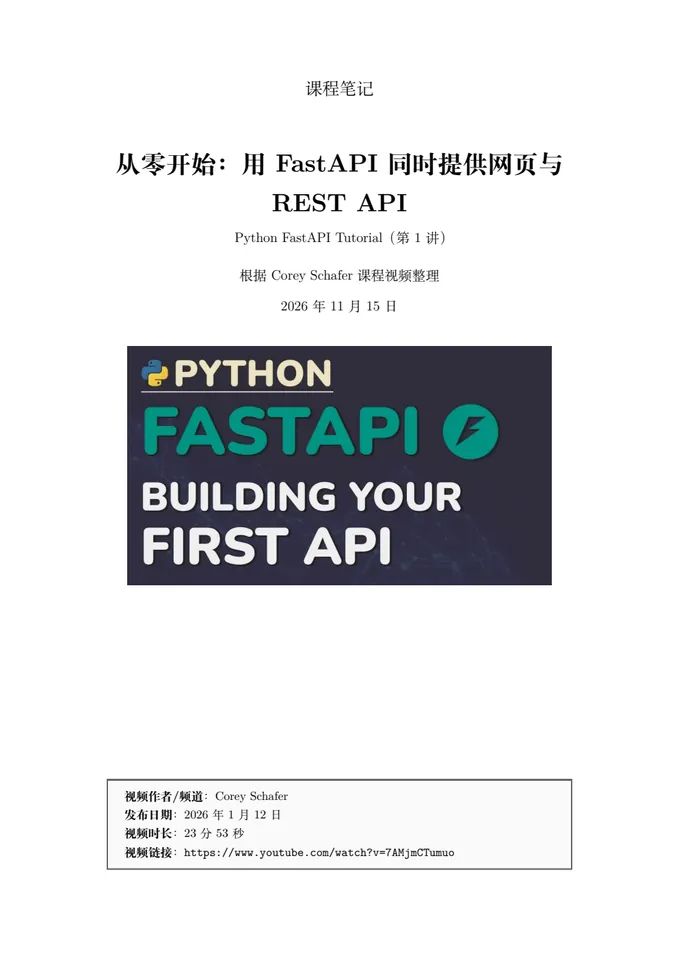 课程笔记
从零开始：用 FastAPI 同时提供网页与
REST API
Python FastAPI Tutorial（第 1 讲）
根据 Corey Schafer 课程视频整理
2026 年 11 月 15 日
PYTHON
FASTAPI
BUILDING YOUR
FIRST API
视频作者/频道：Corey Schafer
发布日期：2026 年 1 月 12 日
视频时长：23 分 53 秒
视频链接：https://www.youtube.com/watch?v=7AMjmCTumuo